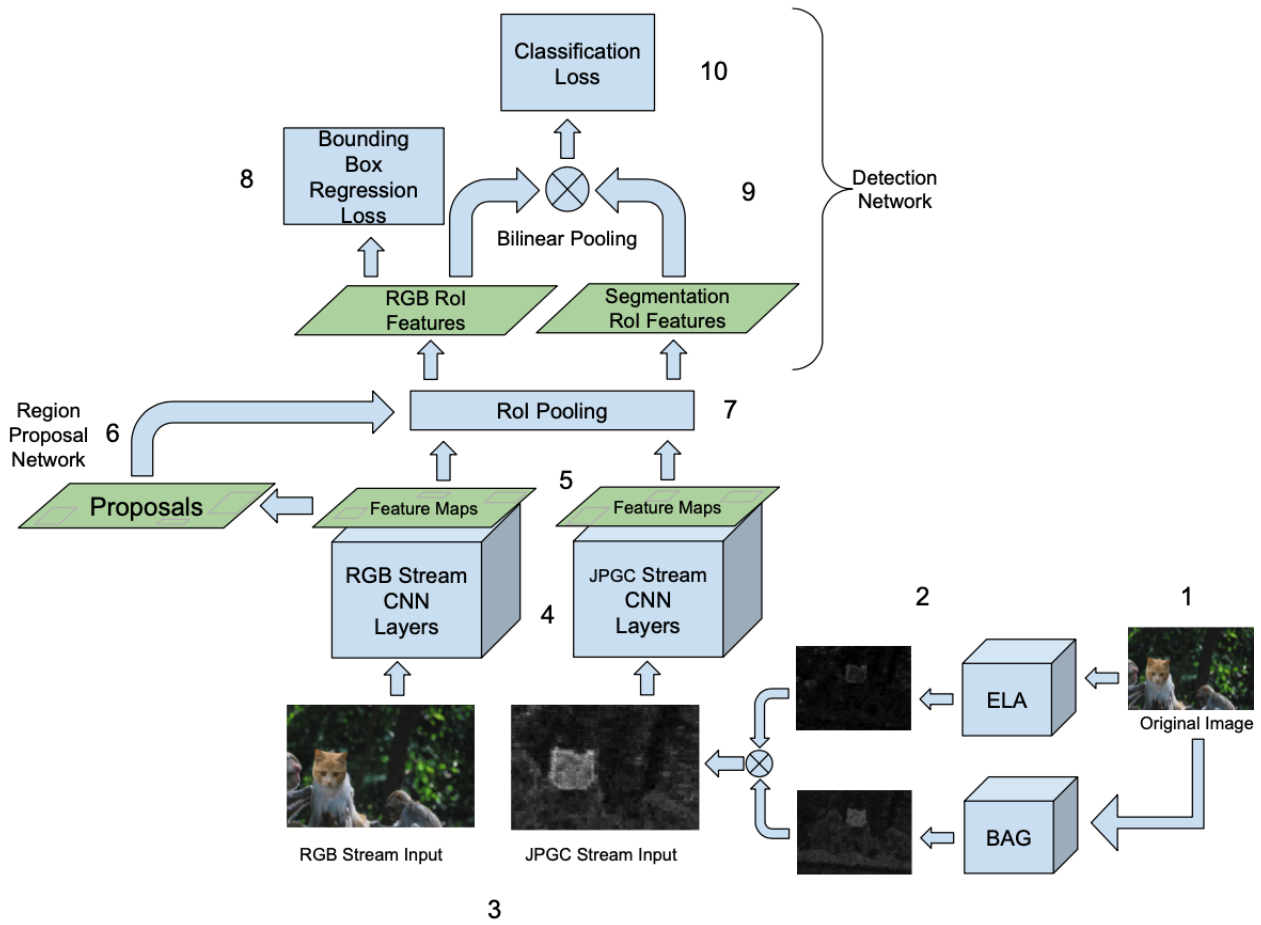 Classification
Loss
10
Bounding
Box
Regression
Loss
8
9
Detection
Network
Bilinear Pooling
RGB RoI
Features
Segmentation
RoI Features
Region
Proposal
Network
6
RoI Pooling
7
Proposals
Feature Maps
5
Feature Maps
RGB Stream
CNN
Layers
4
JPGC Stream
CNN
Layers
2
1
ELA
Original Image
BAG
RGB Stream Input
JPGC Stream Input
3